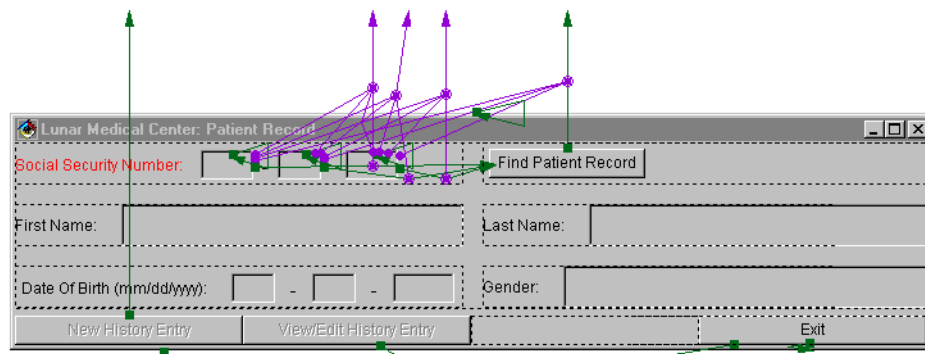 Lunar Medical Center: Patient Record
Social Security Number: - Find Patient Record
First Name: Last Name:
Date Of Birth (mm/dd/yyyy): - - Gender:
New History Entry View/Edit History Entry Exit